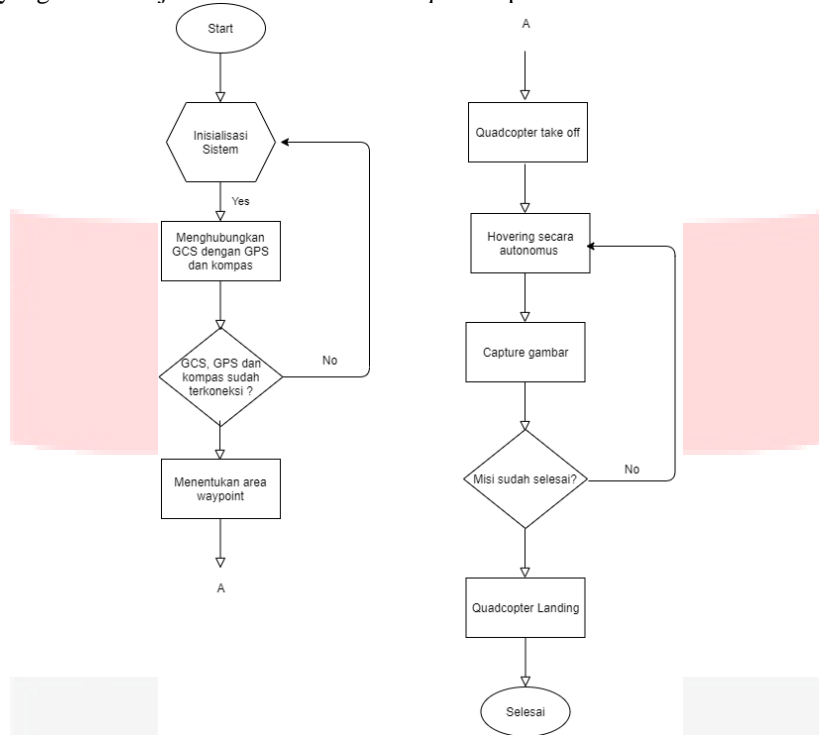 Start
Inisialisasi
Sistem
Yes
Menghubungkan
GCS dengan GPS
dan kompas
GCS, GPS dan
kompas sudah
terkoneksi ?
No
Menentukan area
waypoint
A
A
Quadcopter take off
Hovering secara
autonomus
Capture gambar
Misi sudah selesai?
No
Quadcopter Landing
Selesai